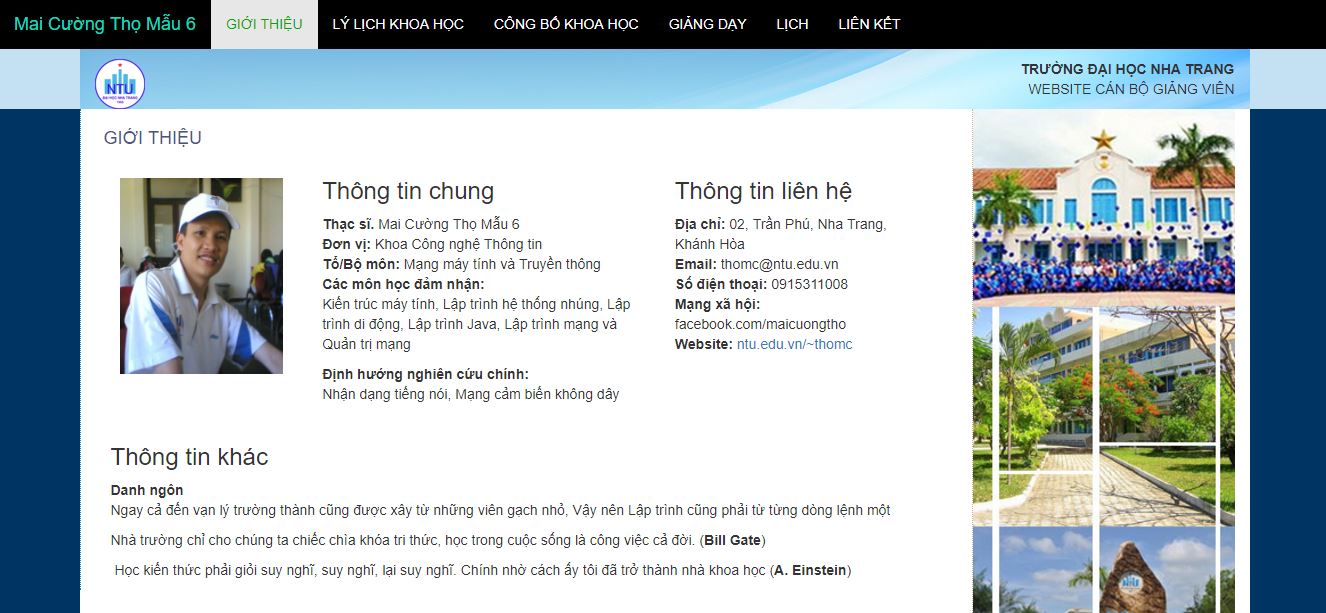 Mai Cường Thọ Mẫu 6
GIỚI THIỆU
LÝ LỊCH KHOA HỌC
CÔNG BỐ KHOA HỌC
GIẢNG DẠY
LỊCH
LIÊN KẾT
NTU
ĐẠI HỌC NHA TRANG
TRƯỜNG ĐẠI HỌC NHA TRANG
WEBSITE CÁN BỘ GIẢNG VIÊN
GIỚI THIỆU
Thông tin chung
Thạc sĩ. Mai Cường Thọ Mẫu 6
Đơn vị: Khoa Công nghệ Thông tin
Tổ/Bộ môn: Mạng máy tính và Truyền thông
Các môn học đảm nhận:
Kiến trúc máy tính, Lập trình hệ thống nhúng, Lập
trình di động, Lập trình Java, Lập trình mạng và
Quản trị mạng
Định hướng nghiên cứu chính:
Nhận dạng tiếng nói, Mạng cảm biến không dây
Thông tin liên hệ
Địa chỉ: 02, Trần Phú, Nha Trang,
Khánh Hòa
Email: thomc@ntu.edu.vn
Số điện thoại: 0915311008
Mạng xã hội:
facebook.com/maicuongtho
Website: ntu.edu.vn/~thomc
Thông tin khác
Danh ngôn
Ngay cả đến vạn lý trường thành cũng được xây từ những viên gạch nhỏ, Vậy nên Lập trình cũng phải từ từng dòng lệnh một
Nhà trường chỉ cho chúng ta chiếc chìa khóa tri thức, học trong cuộc sống là công việc cả đời. (Bill Gate)
Học kiến thức phải giỏi suy nghĩ, suy nghĩ, lại suy nghĩ. Chính nhờ cách ấy tôi đã trở thành nhà khoa học (A. Einstein)
NTU